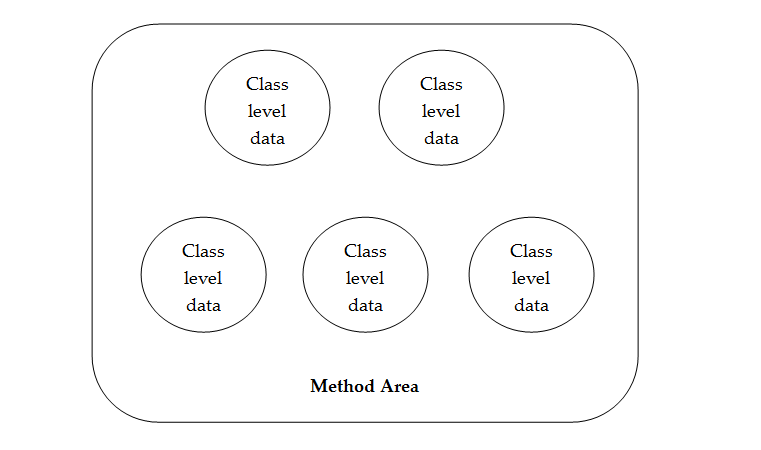 Class
level
data
Class
level
data
Class
level
data
Class
level
data
Class
level
data
Method Area